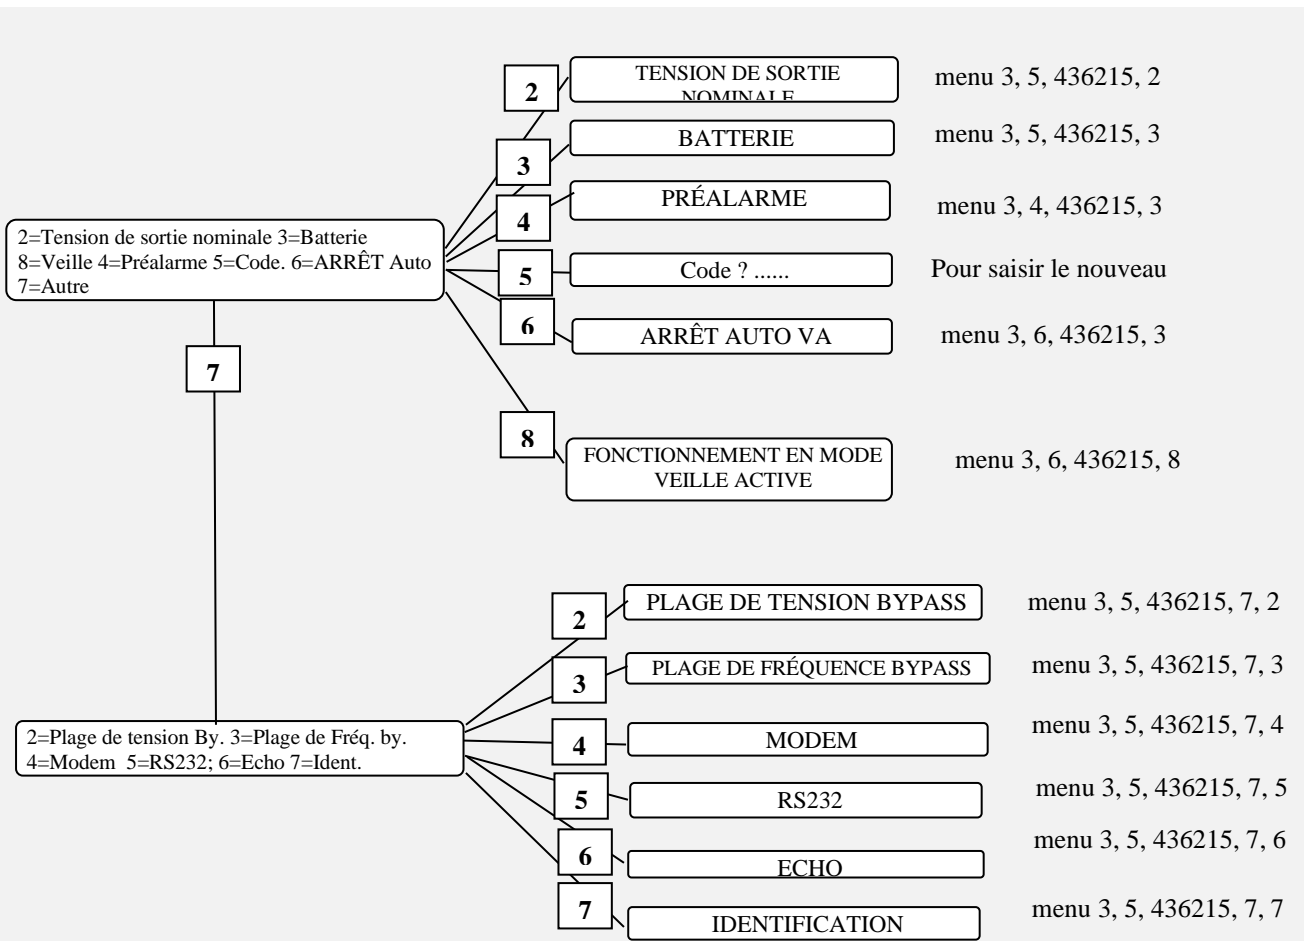 2
TENSION DE SORTIE
NOMINALE
menu 3, 5, 436215, 2
3
BATTERIE
menu 3, 5, 436215, 3
4
PRÉALARME
menu 3, 4, 436215, 3
2=Tension de sortie nominale 3=Batterie
8=Veille 4=Préalarme 5=Code. 6=ARRÊT Auto
7=Autre
5
Code ? ......
Pour saisir le nouveau
6
ARRÊT AUTO VA
menu 3, 6, 436215, 3
7
8
FONCTIONNEMENT EN MODE
VEILLE ACTIVE
menu 3, 6, 436215, 8
2
PLAGE DE TENSION BYPASS
menu 3, 5, 436215, 7, 2
3
PLAGE DE FRÉQUENCE BYPASS
menu 3, 5, 436215, 7, 3
2=Plage de tension By. 3=Plage de Fréq. by.
4=Modem 5=RS232; 6=Echo 7=Ident.
4
MODEM
menu 3, 5, 436215, 7, 4
5
RS232
menu 3, 5, 436215, 7, 5
6
ECHO
menu 3, 5, 436215, 7, 6
7
IDENTIFICATION
menu 3, 5, 436215, 7, 7